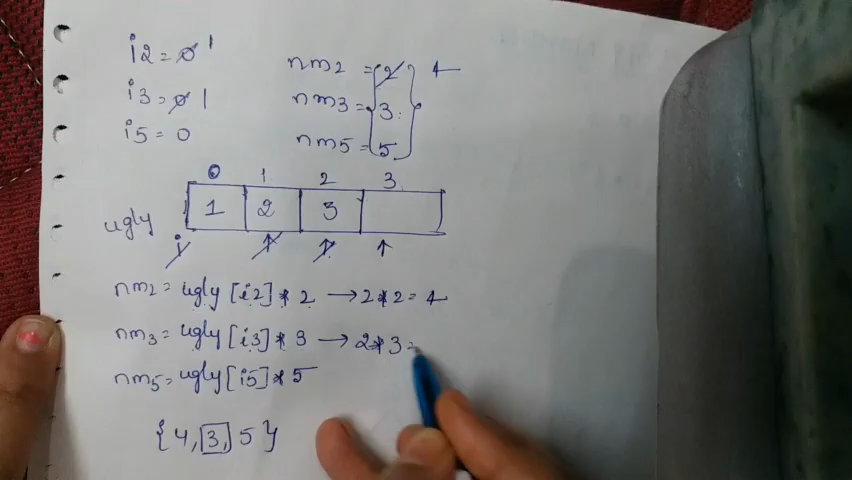 i2 = 0 1
nm2 = 2 4
i3 = 0 1
nm3 = 3
i5 = 0
nm5 = 5
0 1 2 3
ugly 1 2 3
i
nm2 = ugly [i2] * 2 → 2*2 = 4
nm3 = ugly [i3] * 3 → 2*3 =
nm5 = ugly [i5] * 5
{4, 3, 5}